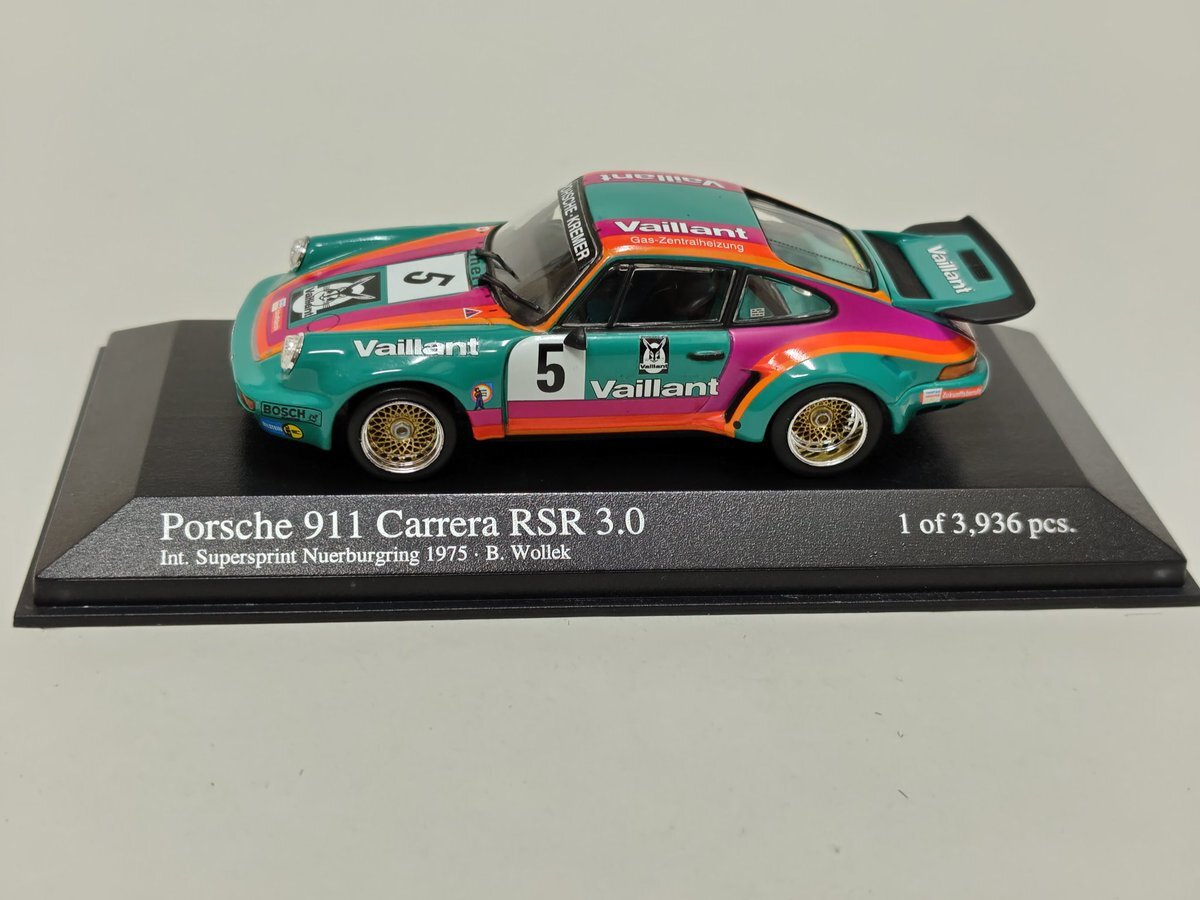 Vaillant
PORSCHE-KREMER
Vaillant
Gas-Zentralheizung
Vaillant
5
Vaillant
5
Vaillant
Vaillant
BOSCH
BILSTEIN
Porsche 911 Carrera RSR 3.0
1 of 3,936 pcs.
Int. Supersprint Nuerburgring 1975 · B. Wollek